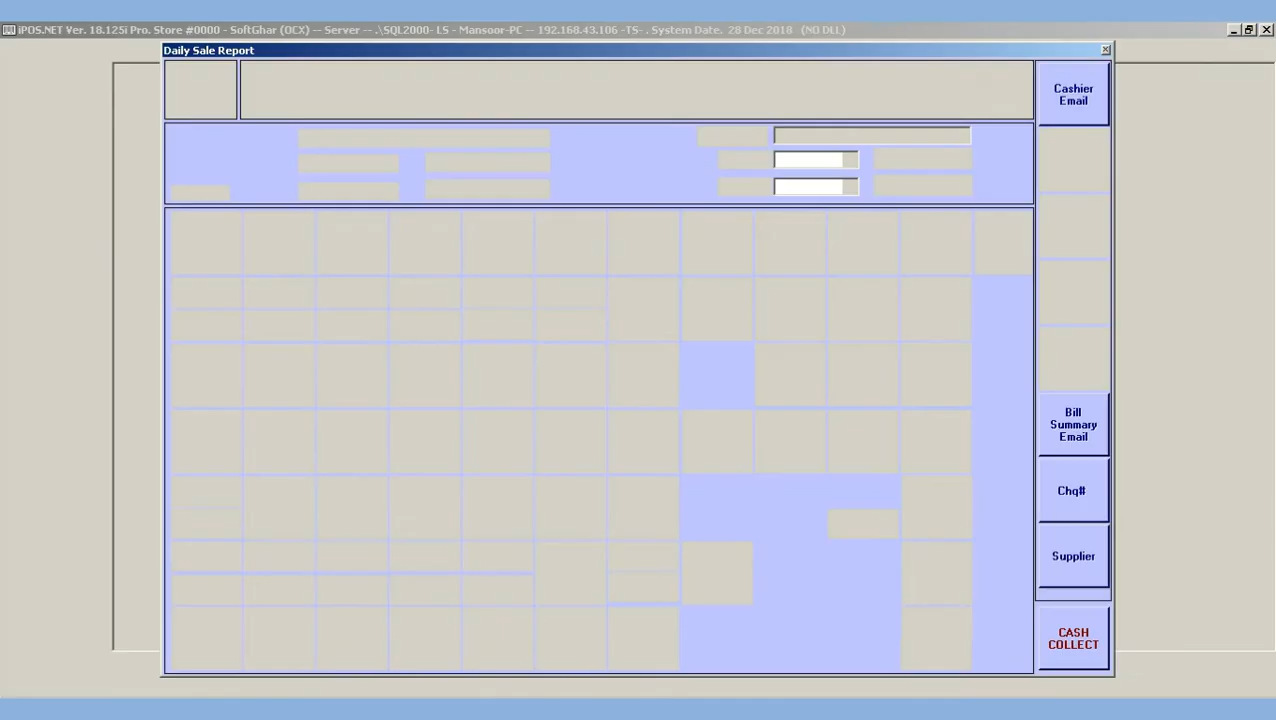 iPOS.NET Ver. 18.125i Pro. Store #0000 - SoftGhar (OCX) -- Server -- .\SQL2000- LS - Mansoor-PC -- 192.168.43.106 -TS- . System Date. 28 Dec 2018 (NO DLL)
Daily Sale Report
Cashier
Email
Bill
Summary
Email
Chq#
Supplier
CASH
COLLECT